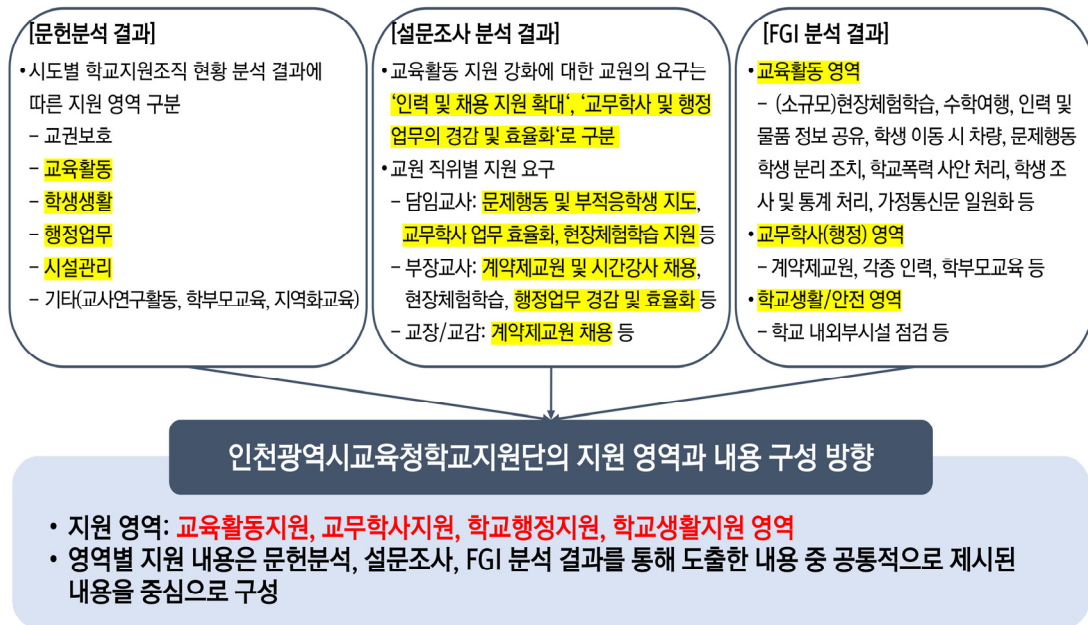 [문헌분석 결과]
•시도별 학교지원조직 현황 분석 결과에
따른 지원 영역 구분
– 교권보호
– 교육활동
– 학생생활
– 행정업무
– 시설관리
– 기타(교사연구활동, 학부모교육, 지역화교육)
[설문조사 분석 결과]
•교육활동 지원 강화에 대한 교원의 요구는
‘인력 및 채용 지원 확대‘, ‘교무학사 및 행정
업무의 경감 및 효율화‘로 구분
•교원 직위별 지원 요구
– 담임교사: 문제행동 및 부적응학생 지도,
교무학사 업무 효율화, 현장체험학습 지원 등
– 부장교사: 계약제교원 및 시간강사 채용,
현장체험학습, 행정업무 경감 및 효율화 등
– 교장/교감: 계약제교원 채용 등
[FGI 분석 결과]
•교육활동 영역
– (소규모)현장체험학습, 수학여행, 인력 및
물품 정보 공유, 학생 이동 시 차량, 문제행동
학생 분리 조치, 학교폭력 사안 처리, 학생 조
사 및 통계 처리, 가정통신문 일원화 등
•교무학사(행정) 영역
– 계약제교원, 각종 인력, 학부모교육 등
•학교생활/안전 영역
– 학교 내외부시설 점검 등
인천광역시교육청학교지원단의 지원 영역과 내용 구성 방향
• 지원 영역: 교육활동지원, 교무학사지원, 학교행정지원, 학교생활지원 영역
• 영역별 지원 내용은 문헌분석, 설문조사, FGI 분석 결과를 통해 도출한 내용 중 공통적으로 제시된
내용을 중심으로 구성